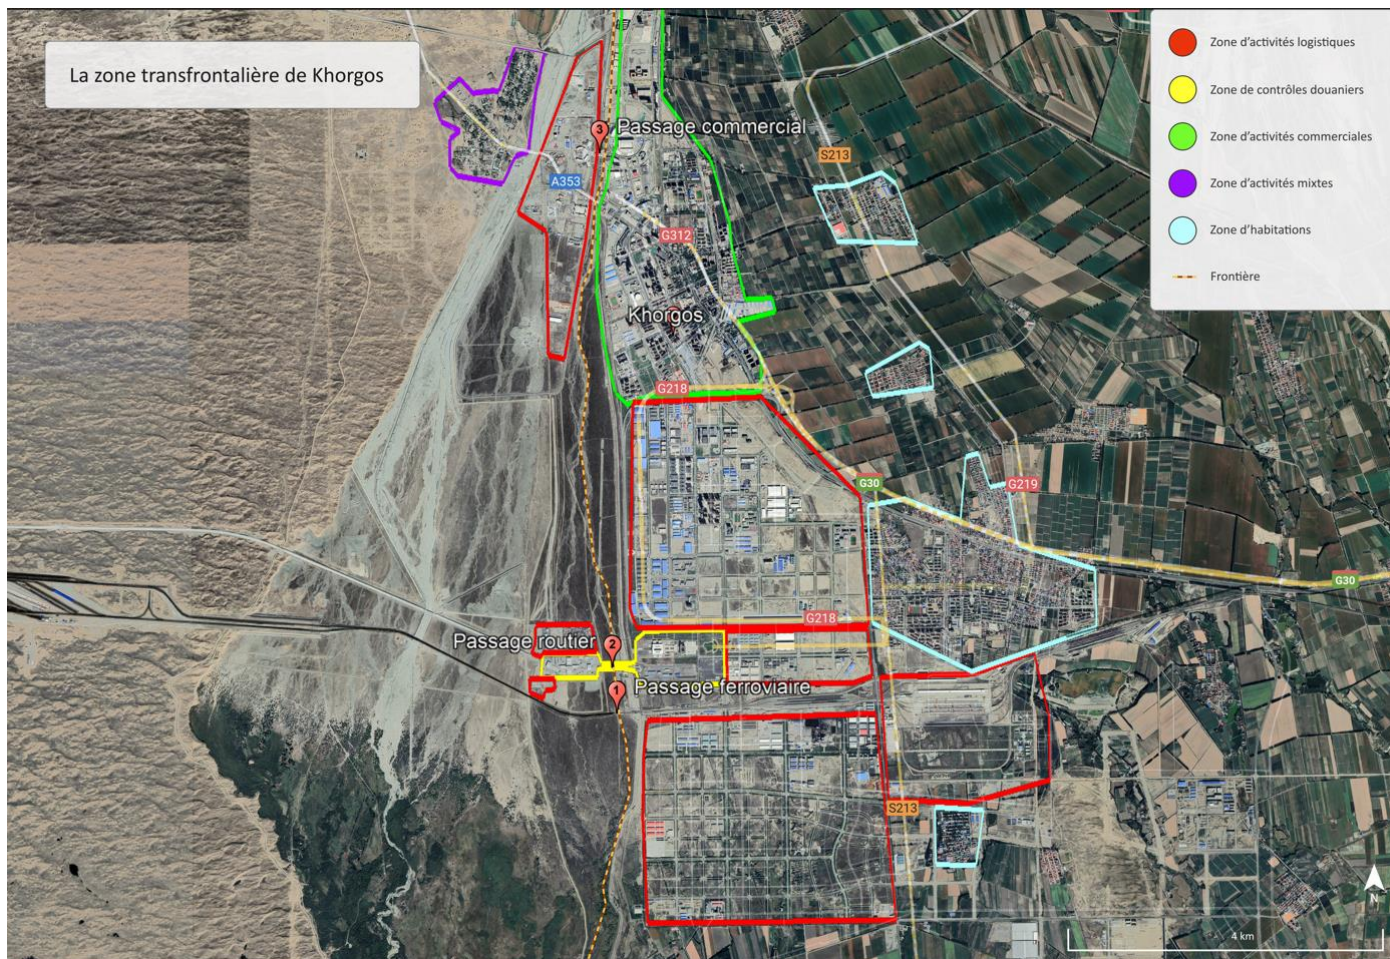 La zone transfrontalière de Khorgos
Zone d'activités logistiques
Zone de contrôles douaniers
Zone d'activités commerciales
Zone d'activités mixtes
Zone d'habitations
Frontière
3
Passage commercial
S213
A353
G312
Khorgos
G218
G30
G219
G30
G218
Passage routier
2
1
Passage ferroviaire
S213
N
4 km